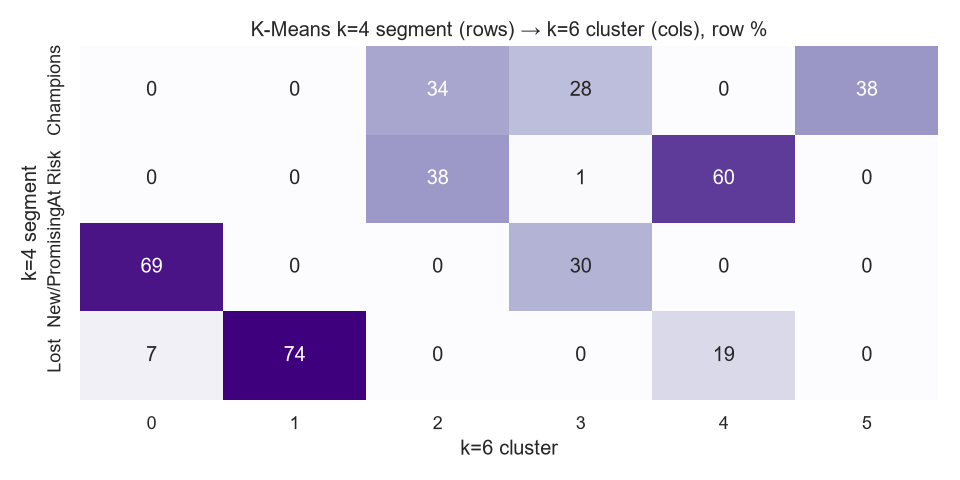 K-Means k=4 segment (rows) → k=6 cluster (cols), row %
k=4 segment
Champions
0 0 34 28 0 38
At Risk
0 0 38 1 60 0
New/Promising
69 0 0 30 0 0
Lost
7 74 0 0 19 0
0 1 2 3 4 5
k=6 cluster